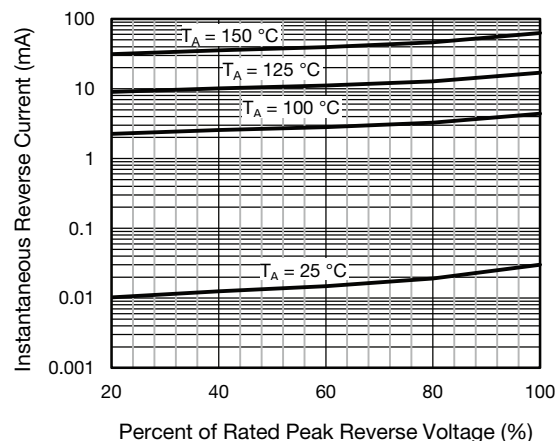 Instantaneous Reverse Current (mA)
100
10
1
0.1
0.01
0.001
T_A = 150 °C
T_A = 125 °C
T_A = 100 °C
T_A = 25 °C
20
40
60
80
100
Percent of Rated Peak Reverse Voltage (%)